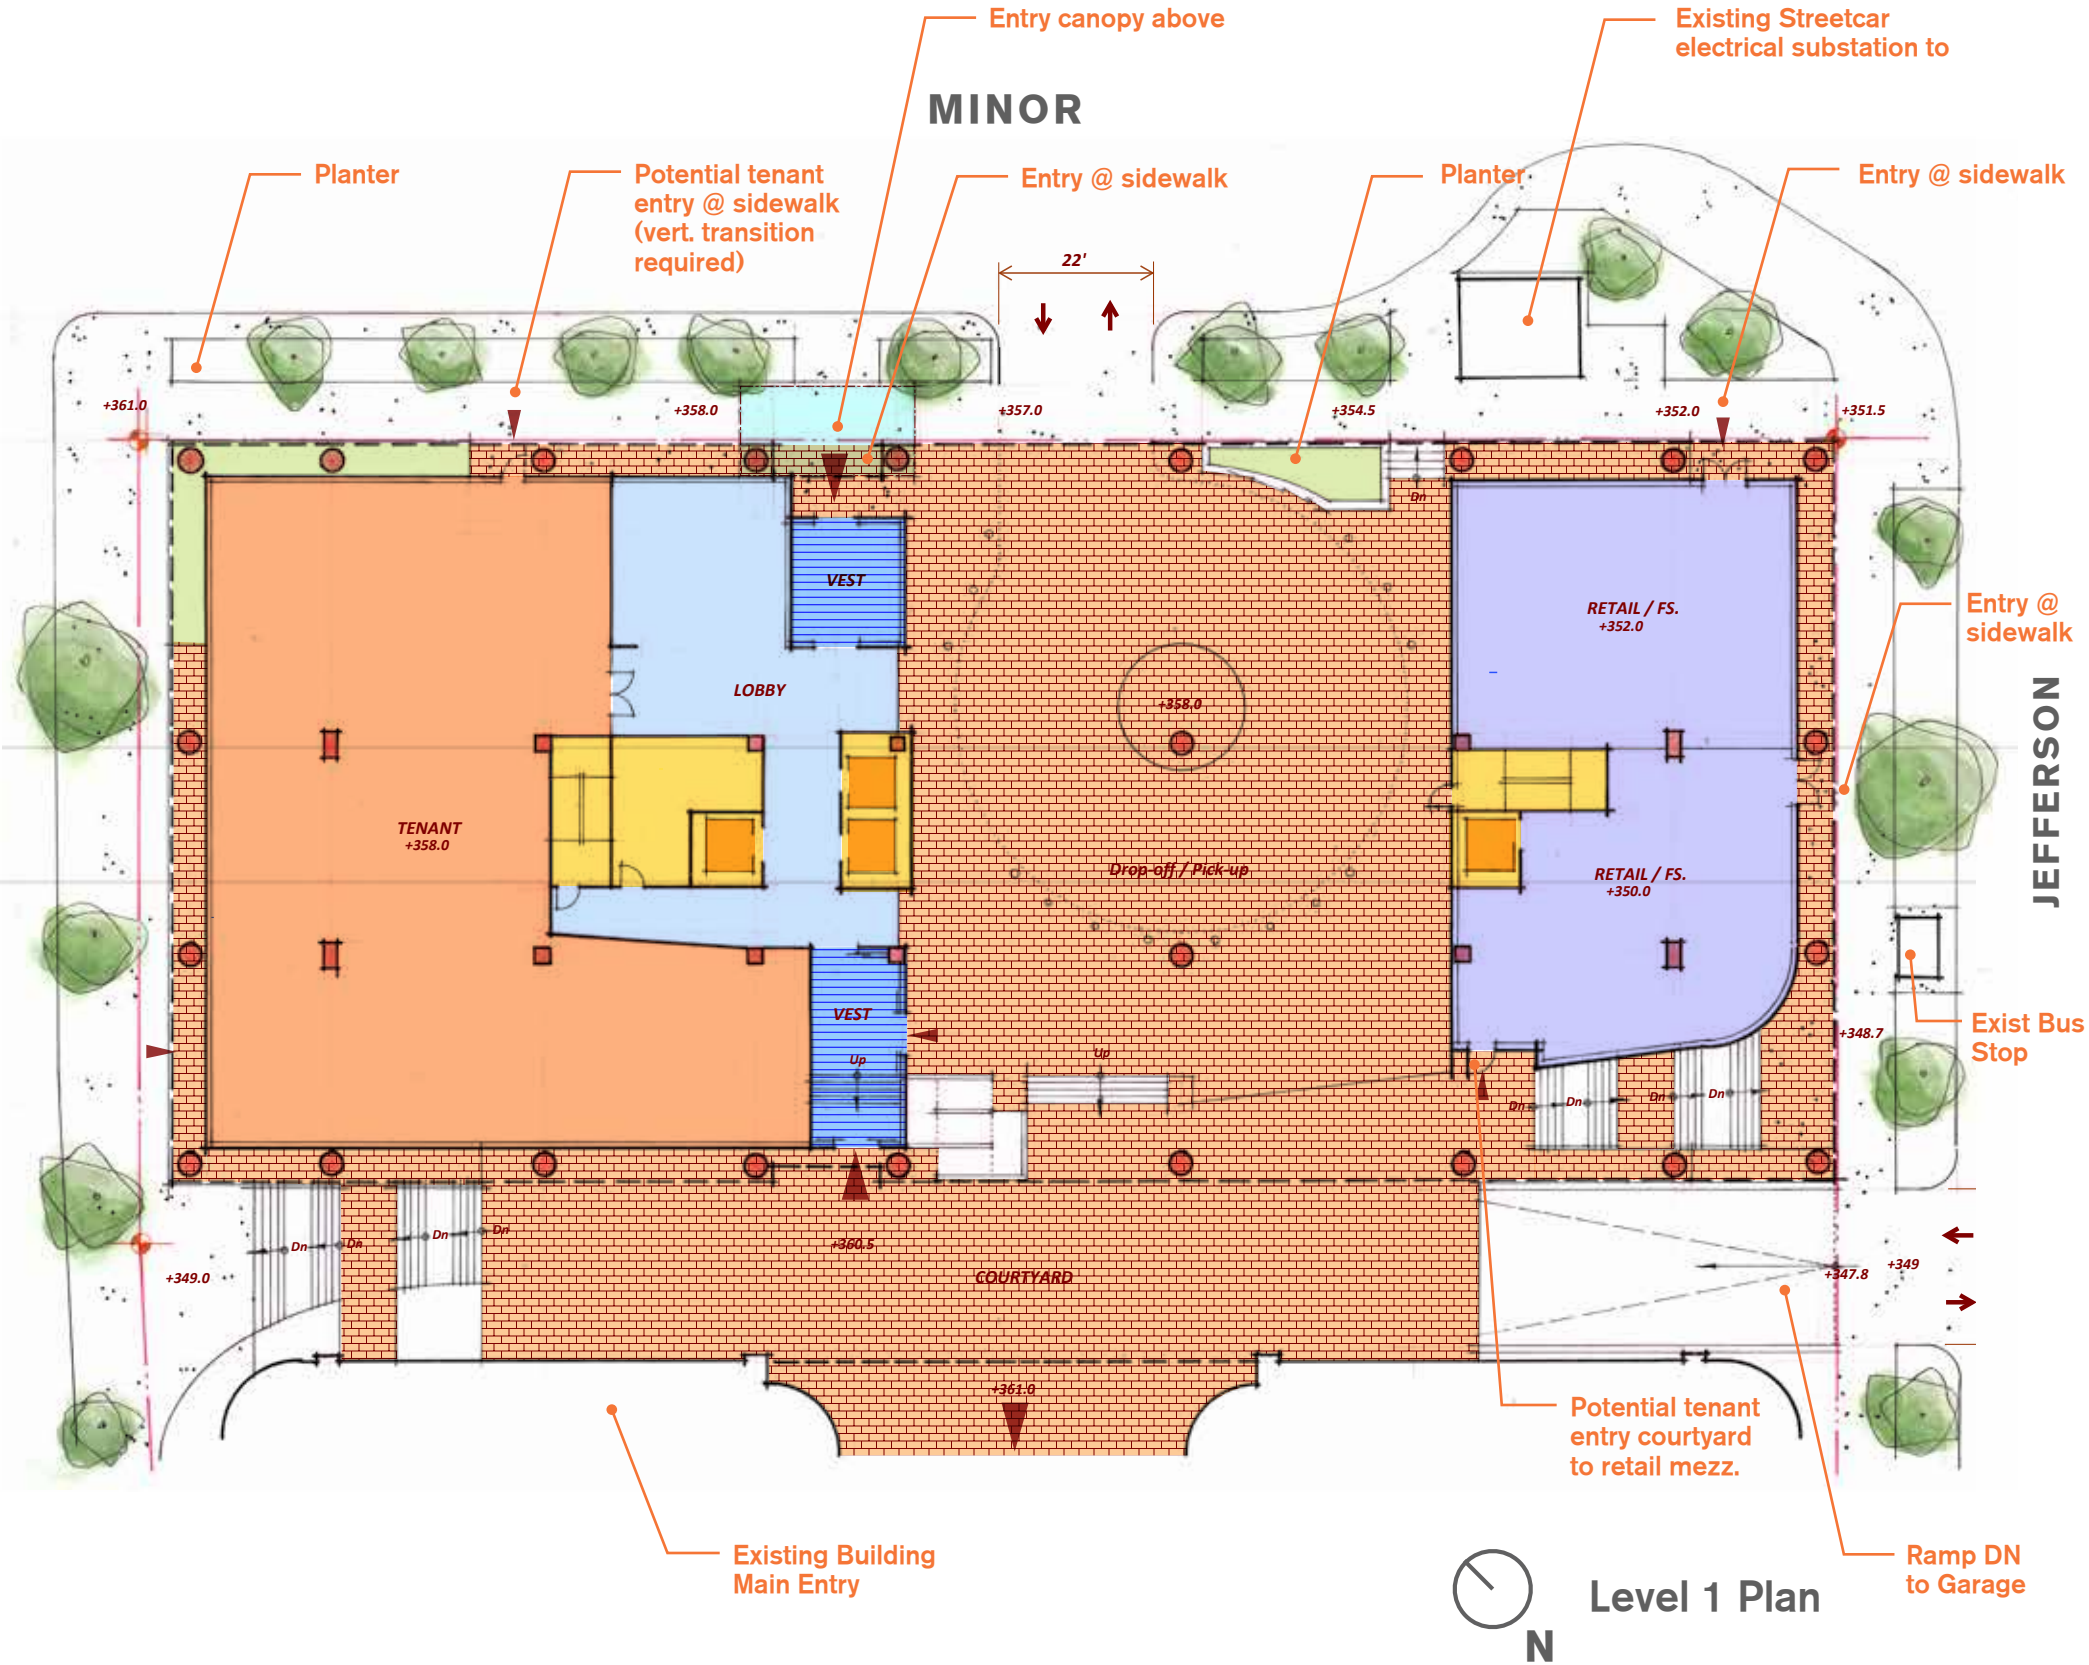 Entry canopy above
Existing Streetcar
electrical substation to
MINOR
Planter
Potential tenant
entry @ sidewalk
(vert. transition
required)
Entry @ sidewalk
Planter
Entry @ sidewalk
22'
+361.0
+358.0
+357.0
+354.5
+352.0
+351.5
Dn
VEST
RETAIL / FS.
+352.0
Entry @
sidewalk
LOBBY
+358.0
JEFFERSON
TENANT
+358.0
Drop-off / Pick-up
RETAIL / FS.
+350.0
VEST
Up
Up
+348.7
Exist Bus
Stop
Dn
Dn
Dn
Dn
Dn
Dn
Dn
Dn
+360.5
+349.0
COURTYARD
+347.8
+349
+361.0
Potential tenant
entry courtyard
to retail mezz.
Existing Building
Main Entry
Ramp DN
to Garage
Level 1 Plan
N